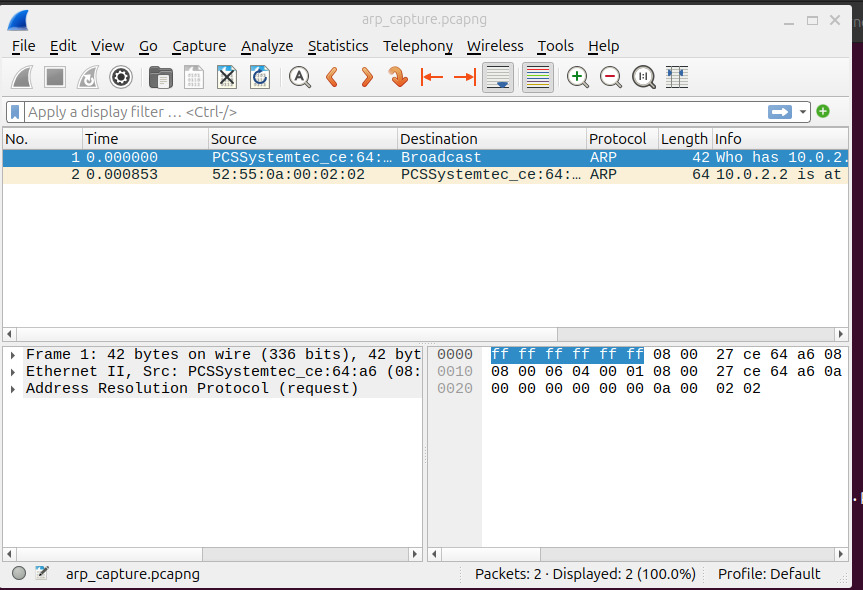 arp_capture.pcapng
File Edit View Go Capture Analyze Statistics Telephony Wireless Tools Help
Apply a display filter … <Ctrl-/>
No. Time Source Destination Protocol Length Info
1 0.000000 PCSSystemtec_ce:64:… Broadcast ARP 42 Who has 10.0.2.
2 0.000853 52:55:0a:00:02:02 PCSSystemtec_ce:64:… ARP 64 10.0.2.2 is at
Frame 1: 42 bytes on wire (336 bits), 42 byt
Ethernet II, Src: PCSSystemtec_ce:64:a6 (08:
Address Resolution Protocol (request)
0000 ff ff ff ff ff ff 08 00 27 ce 64 a6 08
0010 08 00 06 04 00 01 08 00 27 ce 64 a6 0a
0020 00 00 00 00 00 00 0a 00 02 02
arp_capture.pcapng Packets: 2 · Displayed: 2 (100.0%) Profile: Default